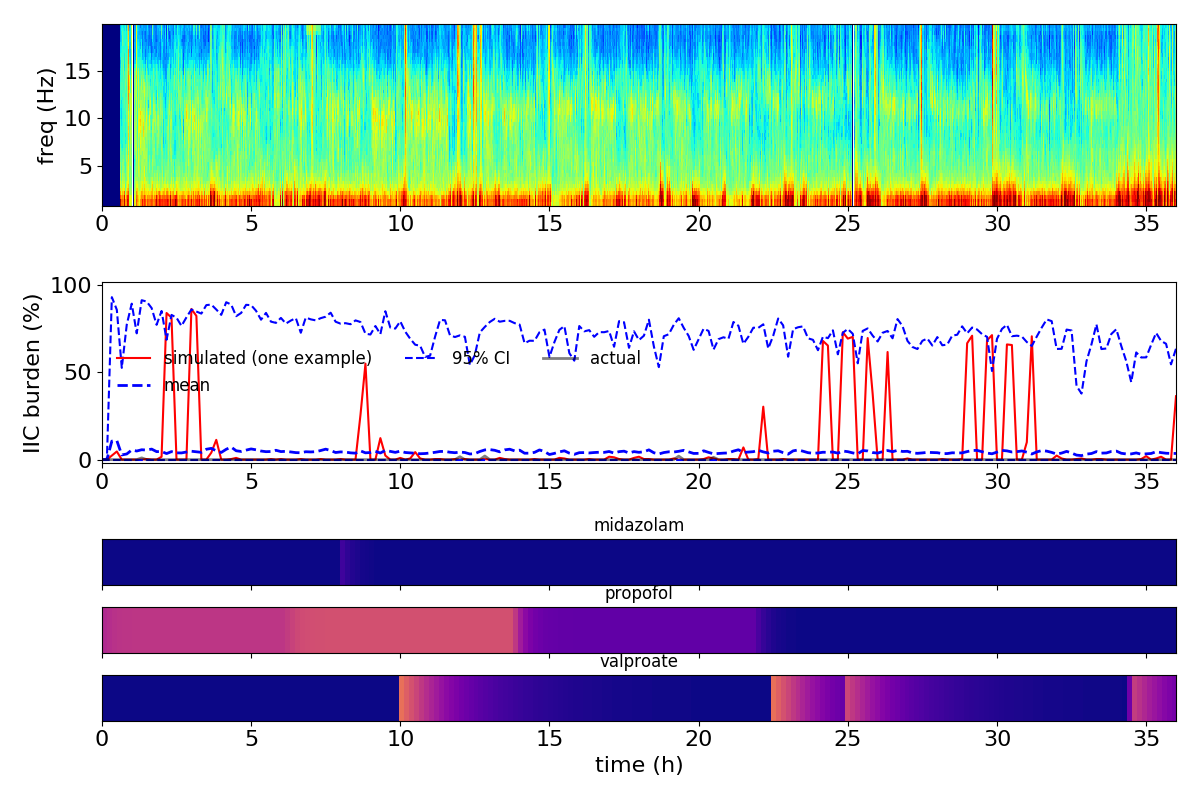 freq (Hz)
15
10
5
0 5 10 15 20 25 30 35
IIC burden (%)
100
50
0
simulated (one example) 95% CI actual
mean
0 5 10 15 20 25 30 35
midazolam
propofol
valproate
0 5 10 15 20 25 30 35
time (h)